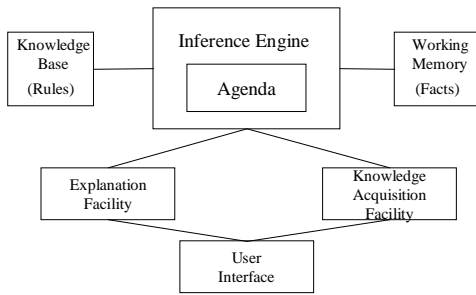 Knowledge
Base
(Rules)
Inference Engine
Agenda
Working
Memory
(Facts)
Explanation
Facility
Knowledge
Acquisition
Facility
User
Interface